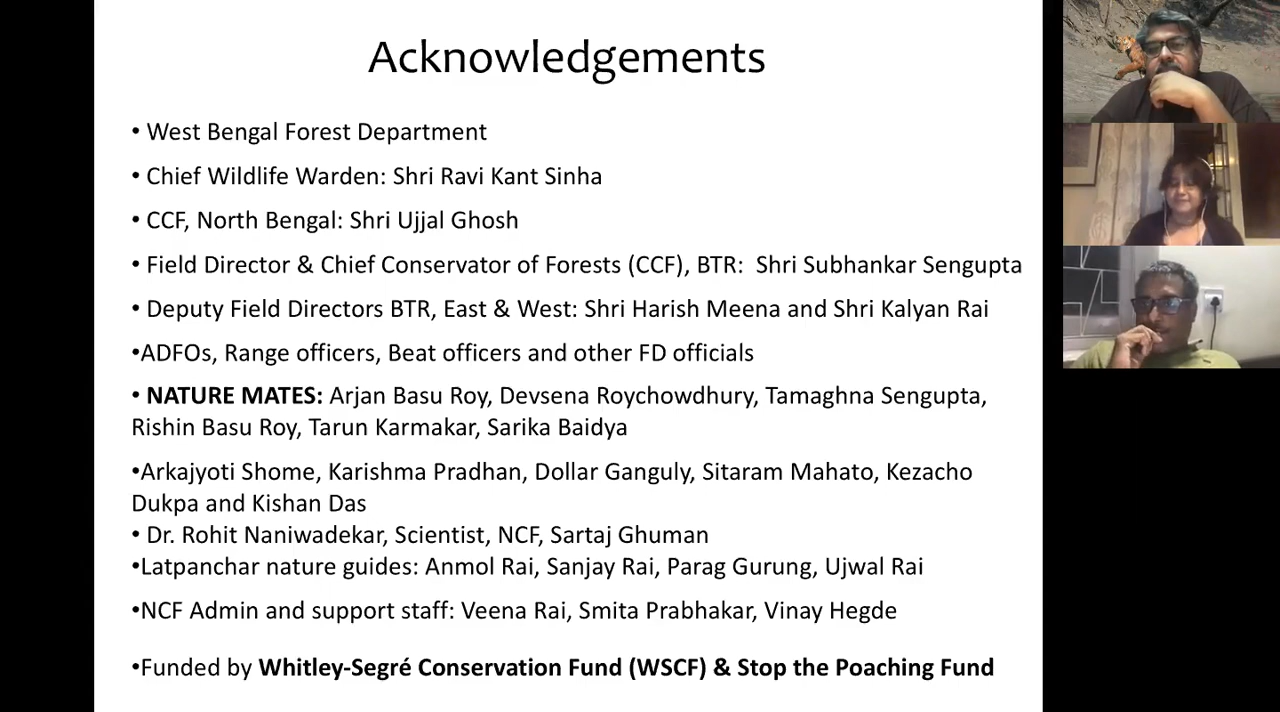 Acknowledgements
• West Bengal Forest Department
• Chief Wildlife Warden: Shri Ravi Kant Sinha
• CCF, North Bengal: Shri Ujjal Ghosh
• Field Director & Chief Conservator of Forests (CCF), BTR:  Shri Subhankar Sengupta
• Deputy Field Directors BTR, East & West: Shri Harish Meena and Shri Kalyan Rai
•ADFOs, Range officers, Beat officers and other FD officials
• NATURE MATES: Arjan Basu Roy, Devsena Roychowdhury, Tamaghna Sengupta,
Rishin Basu Roy, Tarun Karmakar, Sarika Baidya
•Arkajyoti Shome, Karishma Pradhan, Dollar Ganguly, Sitaram Mahato, Kezacho
Dukpa and Kishan Das
• Dr. Rohit Naniwadekar, Scientist, NCF, Sartaj Ghuman
•Latpanchar nature guides: Anmol Rai, Sanjay Rai, Parag Gurung, Ujwal Rai
•NCF Admin and support staff: Veena Rai, Smita Prabhakar, Vinay Hegde
•Funded by Whitley-Segré Conservation Fund (WSCF) & Stop the Poaching Fund